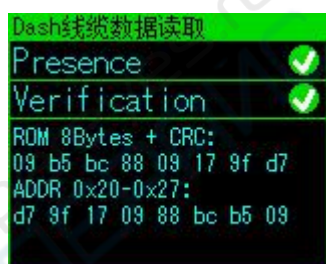 Dash线缆数据读取
Presence
Verification
ROM 8Bytes + CRC:
09 b5 bc 88 09 17 9f d7
ADDR 0x20-0x27:
d7 9f 17 09 88 bc b5 09